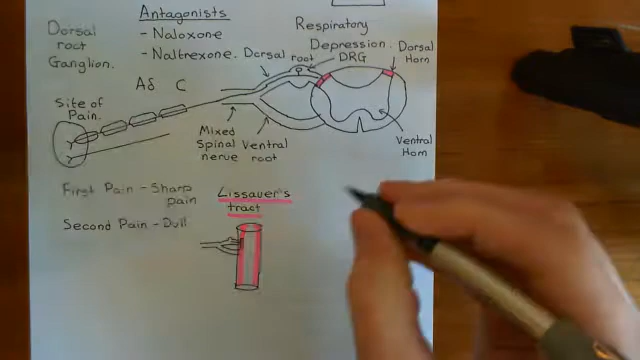 Antagonists
- Naloxone
- Naltrexone.
Respiratory
Depression.
Dorsal
root
Ganglion.
Dorsal root
DRG
Dorsal
Horn
Aδ C
Site of
Pain.
Mixed
Spinal
nerve
Ventral
root
Ventral
Horn
First Pain - Sharp
pain
Second Pain - Dull
Lissauer's
tract